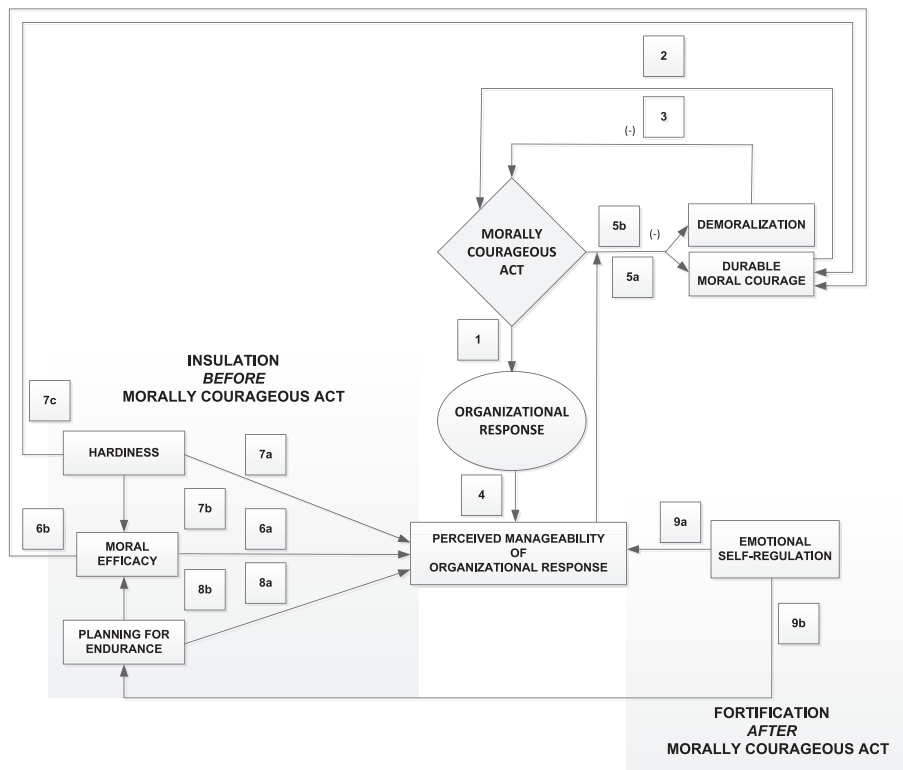 2
3
(-)
MORALLY
COURAGEOUS
ACT
5b
(-)
5a
DEMORALIZATION
DURABLE
MORAL COURAGE
1
INSULATION
BEFORE
MORALLY COURAGEOUS ACT
7c
ORGANIZATIONAL
RESPONSE
HARDINESS
7a
4
7b
6a
6b
MORAL
EFFICACY
PERCEIVED MANAGEABILITY
OF
ORGANIZATIONAL RESPONSE
9a
EMOTIONAL
SELF-REGULATION
8b
8a
PLANNING FOR
ENDURANCE
9b
FORTIFICATION
AFTER
MORALLY COURAGEOUS ACT